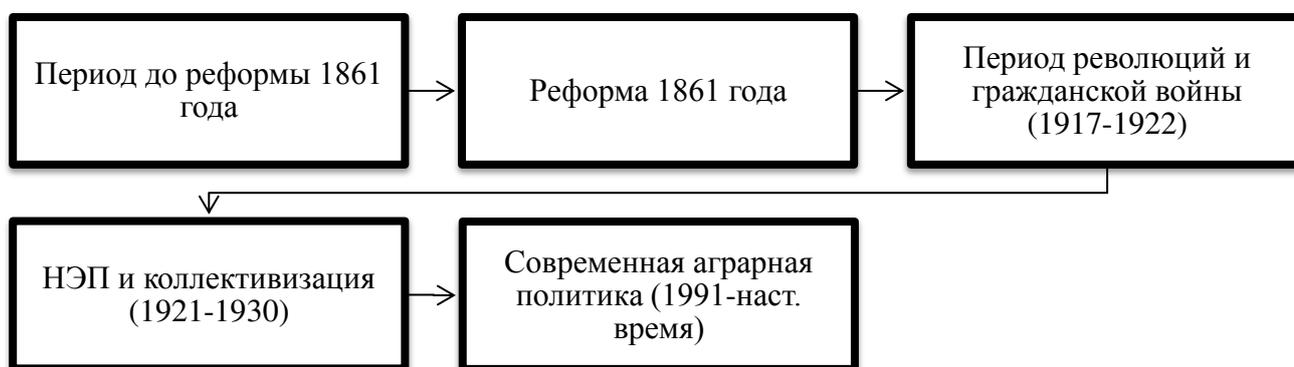 Период до реформы 1861
года
Реформа 1861 года
Период революций и
гражданской войны
(1917-1922)
НЭП и коллективизация
(1921-1930)
Современная аграрная
политика (1991-наст.
время)